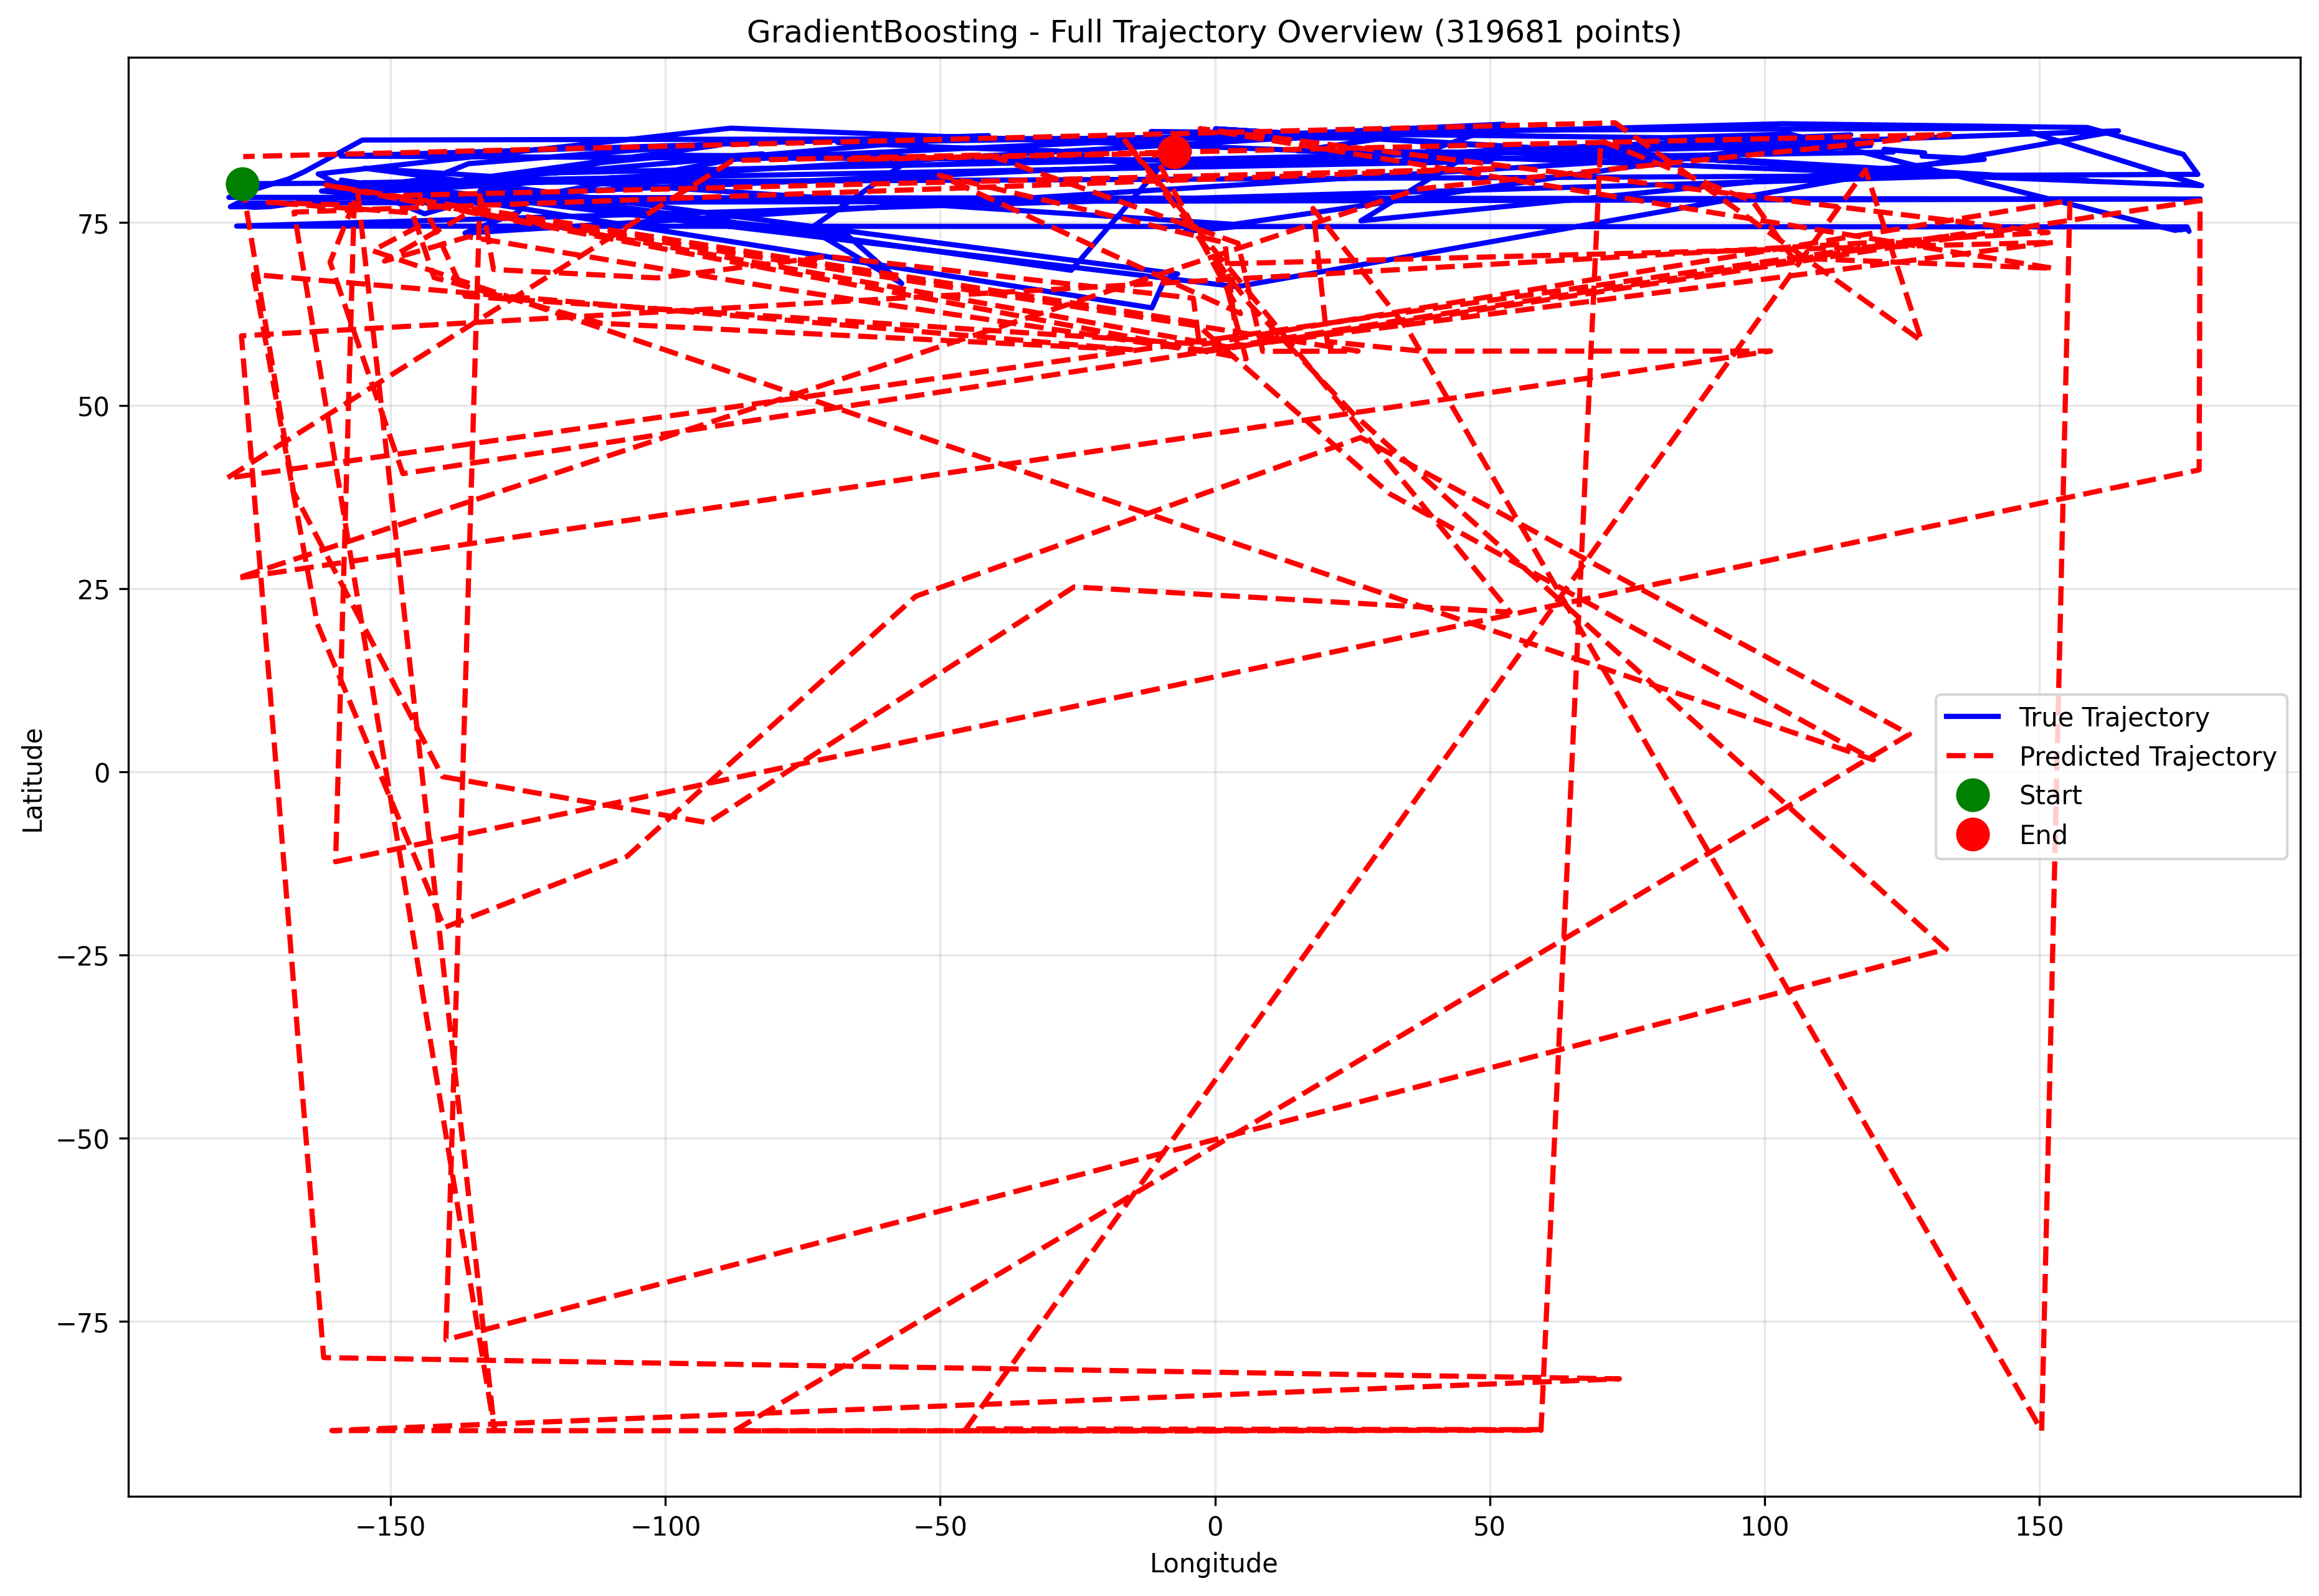 GradientBoosting - Full Trajectory Overview (319681 points)
75
50
25
0
−25
−50
−75
Latitude
True Trajectory
Predicted Trajectory
Start
End
−150
−100
−50
0
50
100
150
Longitude